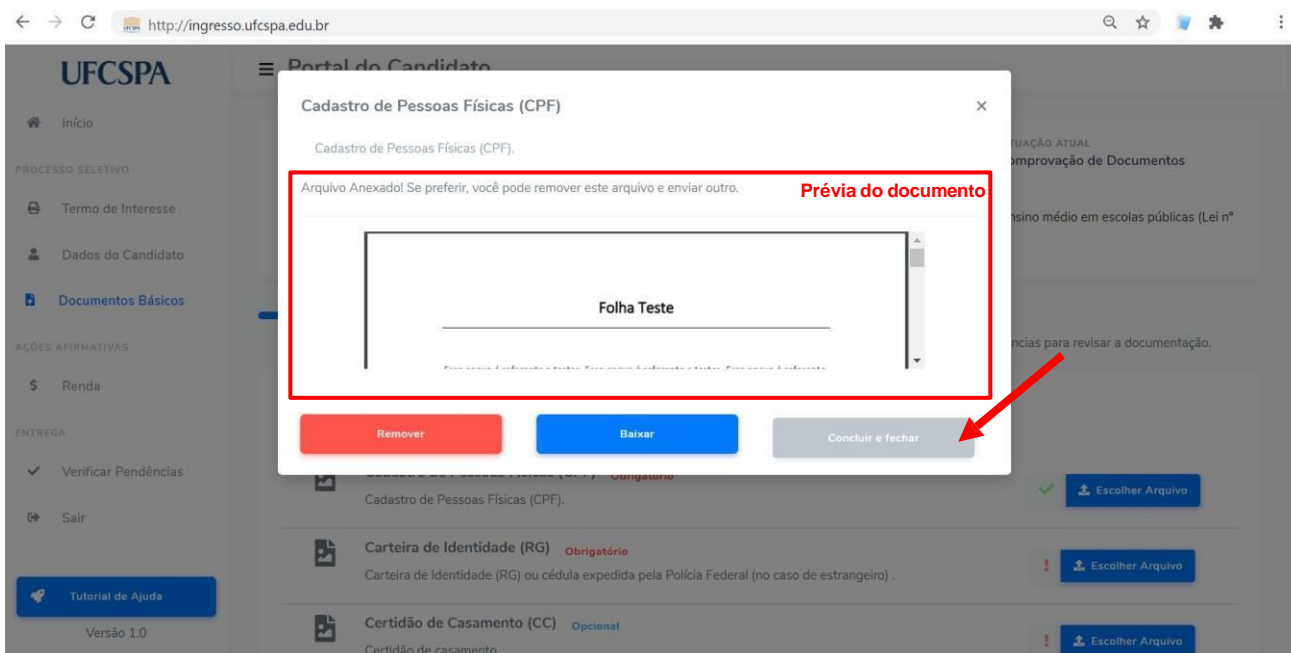 http://ingresso.ufcspa.edu.br
UFCSPA
Portal do Candidato
Início
PROCESSO SELETIVO
Termo de Interesse
Dados do Candidato
Documentos Básicos
AÇÕES AFIRMATIVAS
$ Renda
ENTREGA
Verificar Pendências
Sair
Tutorial de Ajuda
Versão 1.0
Cadastro de Pessoas Físicas (CPF)
×
Cadastro de Pessoas Físicas (CPF).
Arquivo Anexado! Se preferir, você pode remover este arquivo e enviar outro.
Prévia do documento
Folha Teste
Remover
Baixar
Concluir e fechar
TUAÇÃO ATUAL
omprovação de Documentos
nsino médio em escolas públicas (Lei nº
ncias para revisar a documentação.
Cadastro de Pessoas Físicas (CPF) Obrigatório
Cadastro de Pessoas Físicas (CPF).
Escolher Arquivo
Carteira de Identidade (RG) Obrigatório
Carteira de Identidade (RG) ou cédula expedida pela Polícia Federal (no caso de estrangeiro) .
! Escolher Arquivo
Certidão de Casamento (CC) Opcional
Certidão de casamento
! Escolher Arquivo